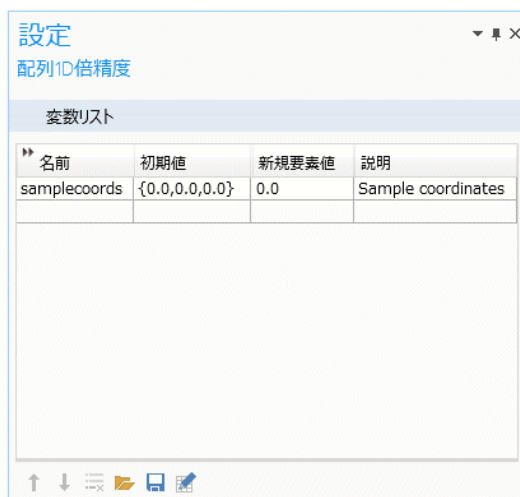 設定
配列1D倍精度
変数リスト
名前 初期値 新規要素値 説明
samplecoords {0.0,0.0,0.0} 0.0 Sample coordinates